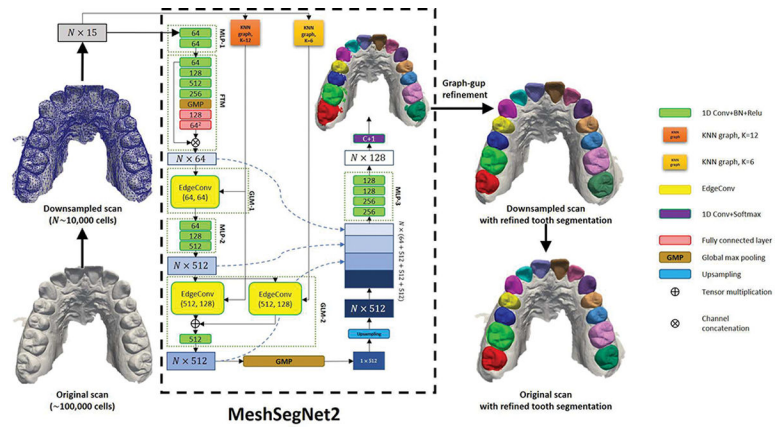 N × 15
Downsampled scan
(N~10,000 cells)
Original scan
(~100,000 cells)
64
64
MLP-1
KNN
graph,
K=12
KNN
graph,
K=6
64
128
512
256
GMP
128
64²
FTM
N × 64
EdgeConv
(64, 64)
GLM-1
64
128
512
MLP-2
N × 512
EdgeConv
(512, 128)
EdgeConv
(512, 128)
GLM-2
512
N × 512
GMP
1 × 512
Upsampling
N × 512
N × (64 + 512 + 512 + 512)
256
256
128
128
MLP-3
N × 128
C+1
MeshSegNet2
Graph-gup
refinement
Downsampled scan
with refined tooth segmentation
Original scan
with refined tooth segmentation
1D Conv+BN+Relu
KNN graph, K=12
KNN graph, K=6
EdgeConv
1D Conv+Softmax
Fully connected layer
GMP
Global max pooling
Upsampling
Tensor multiplication
Channel
concatenation